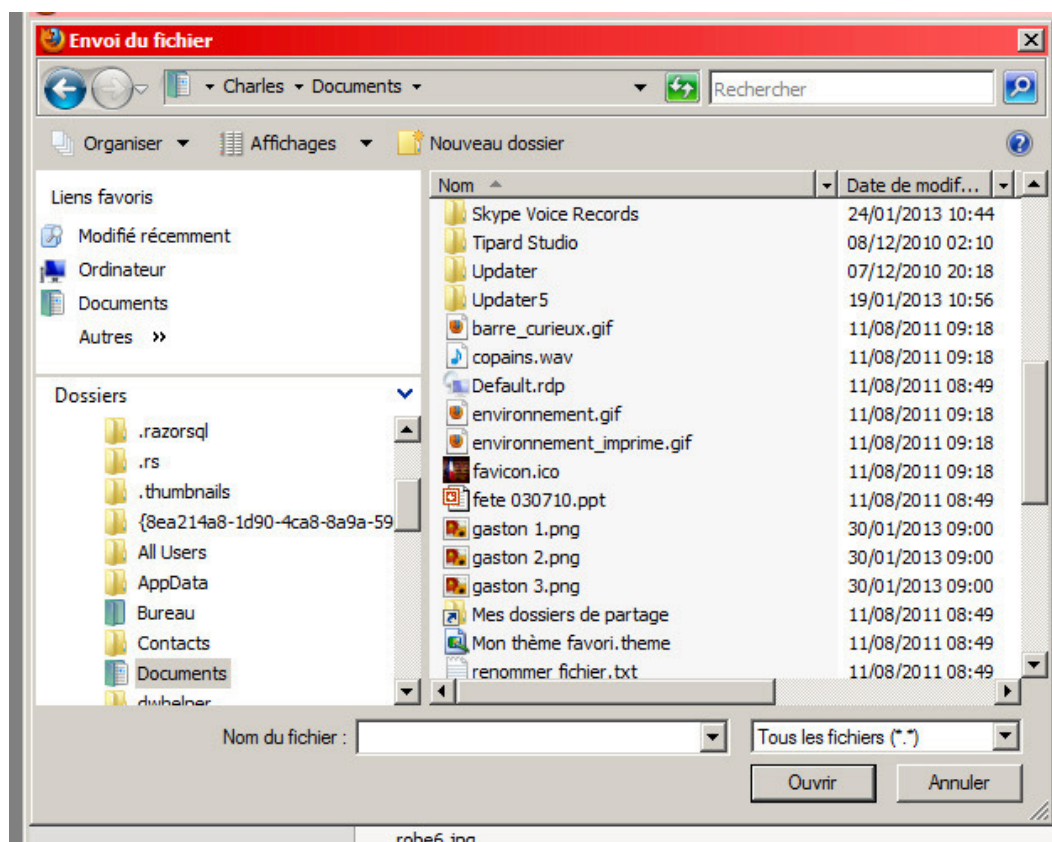 Envoi du fichier
Charles Documents
Rechercher
Organiser Affichages Nouveau dossier
Liens favoris
Modifié récemment
Ordinateur
Documents
Autres »
Dossiers
.razorsql
.rs
.thumbnails
{8ea214a8-1d90-4ca8-8a9a-59
All Users
AppData
Bureau
Contacts
Documents
dwhelper
Nom Date de modif...
Skype Voice Records 24/01/2013 10:44
Tipard Studio 08/12/2010 02:10
Updater 07/12/2010 20:18
Updater5 19/01/2013 10:56
barre_curieux.gif 11/08/2011 09:18
copains.wav 11/08/2011 09:18
Default.rdp 11/08/2011 08:49
environnement.gif 11/08/2011 09:18
environnement_imprime.gif 11/08/2011 09:18
favicon.ico 11/08/2011 09:18
fete 030710.ppt 11/08/2011 08:49
gaston 1.png 30/01/2013 09:00
gaston 2.png 30/01/2013 09:00
gaston 3.png 30/01/2013 09:00
Mes dossiers de partage 11/08/2011 08:49
Mon thème favori.theme 11/08/2011 08:49
renommer fichier.txt 11/08/2011 08:49
Nom du fichier :
Tous les fichiers (*.*)
Ouvrir Annuler
robe6.jpg